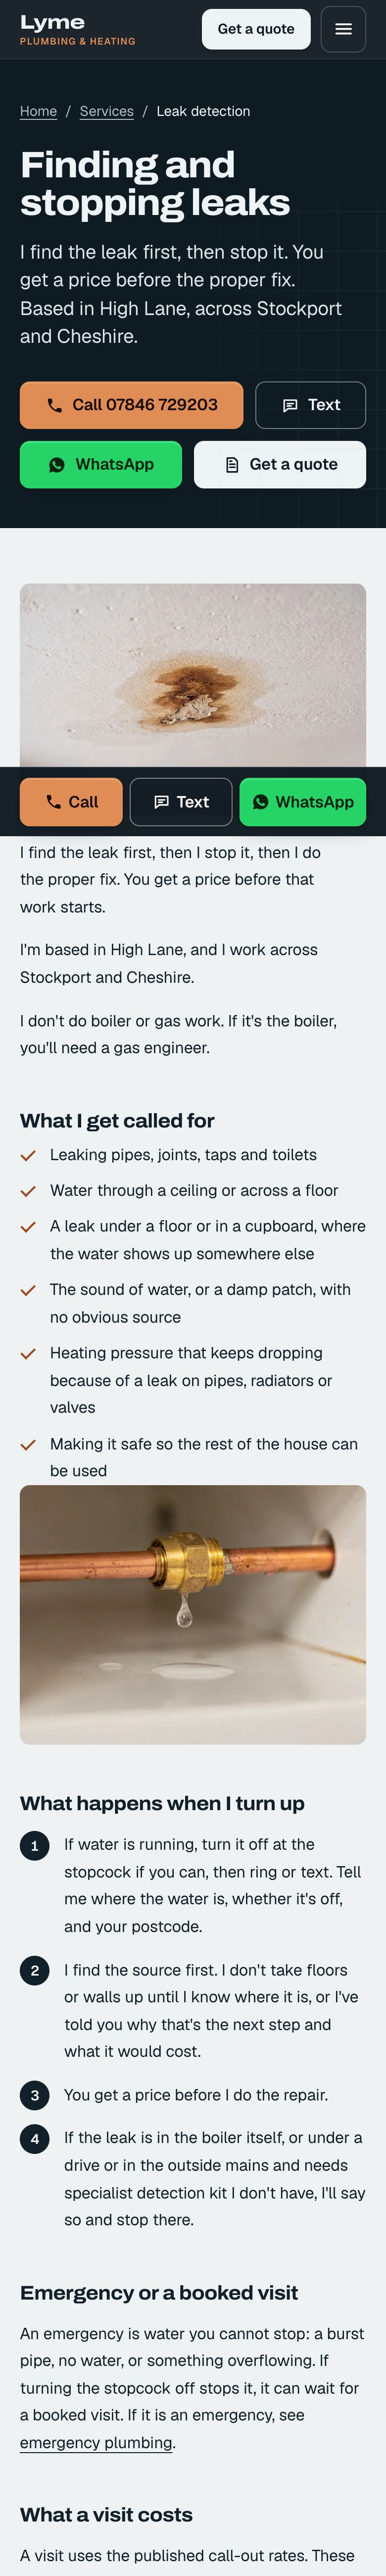 Lyme
PLUMBING & HEATING
Get a quote
Home / Services / Leak detection
Finding and
stopping leaks
I find the leak first, then stop it. You
get a price before the proper fix.
Based in High Lane, across Stockport
and Cheshire.
Call 07846 729203
Text
WhatsApp
Get a quote
Call
Text
WhatsApp
I find the leak first, then I stop it, then I do
the proper fix. You get a price before that
work starts.
I'm based in High Lane, and I work across
Stockport and Cheshire.
I don't do boiler or gas work. If it's the boiler,
you'll need a gas engineer.
What I get called for
Leaking pipes, joints, taps and toilets
Water through a ceiling or across a floor
A leak under a floor or in a cupboard, where
the water shows up somewhere else
The sound of water, or a damp patch, with
no obvious source
Heating pressure that keeps dropping
because of a leak on pipes, radiators or
valves
Making it safe so the rest of the house can
be used
What happens when I turn up
1 If water is running, turn it off at the
stopcock if you can, then ring or text. Tell
me where the water is, whether it's off,
and your postcode.
2 I find the source first. I don't take floors
or walls up until I know where it is, or I've
told you why that's the next step and
what it would cost.
3 You get a price before I do the repair.
4 If the leak is in the boiler itself, or under a
drive or in the outside mains and needs
specialist detection kit I don't have, I'll say
so and stop there.
Emergency or a booked visit
An emergency is water you cannot stop: a burst
pipe, no water, or something overflowing. If
turning the stopcock off stops it, it can wait for
a booked visit. If it is an emergency, see
emergency plumbing.
What a visit costs
A visit uses the published call-out rates. These